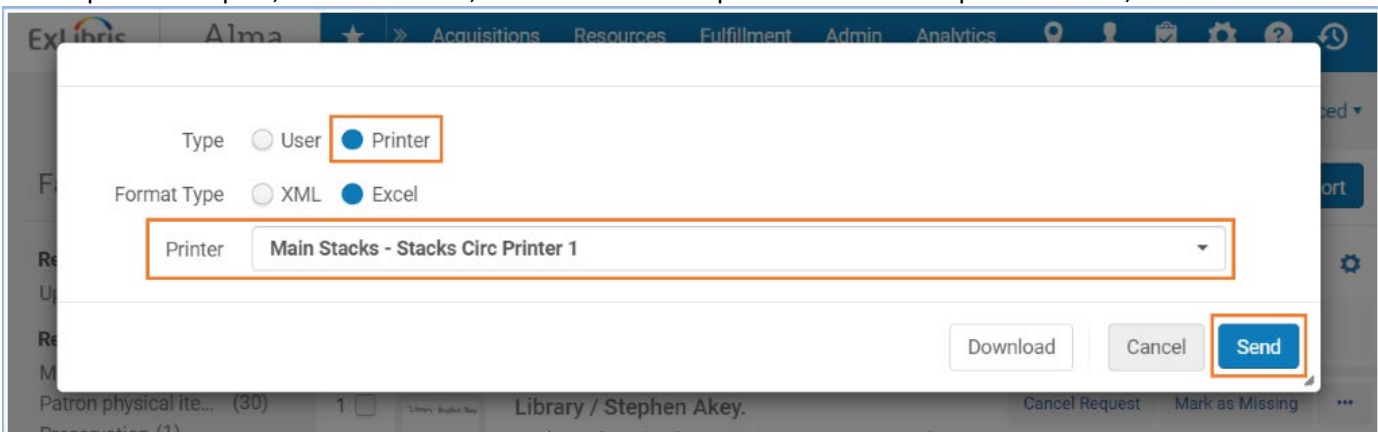 ExLibris Alma Acquisitions Resources Fulfillment Admin Analytics
Type User Printer
Format Type XML Excel
Printer Main Stacks - Stacks Circ Printer 1
Download Cancel Send
Patron physical ite... (30) 1 Library / Stephen Akey. Cancel Request Mark as Missing